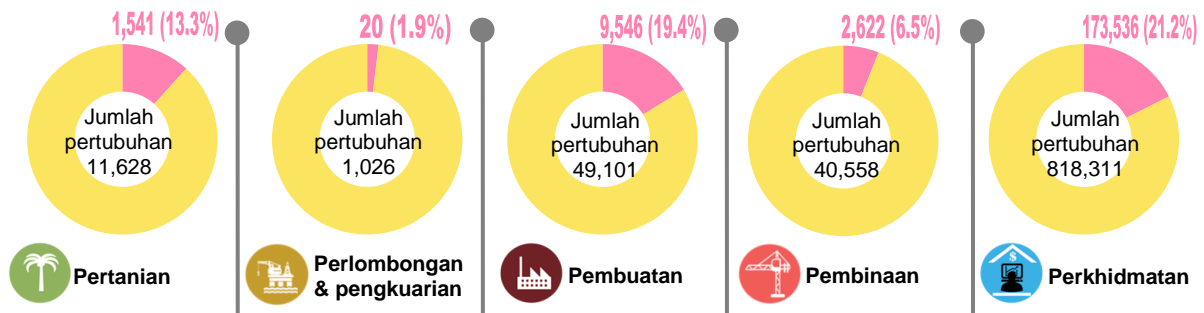 1,541 (13.3%)
Jumlah
pertubuhan
11,628
Pertanian
20 (1.9%)
Jumlah
pertubuhan
1,026
Perlombongan
& pengkuarian
9,546 (19.4%)
Jumlah
pertubuhan
49,101
Pembuatan
2,622 (6.5%)
Jumlah
pertubuhan
40,558
Pembinaan
173,536 (21.2%)
Jumlah
pertubuhan
818,311
$
Perkhidmatan